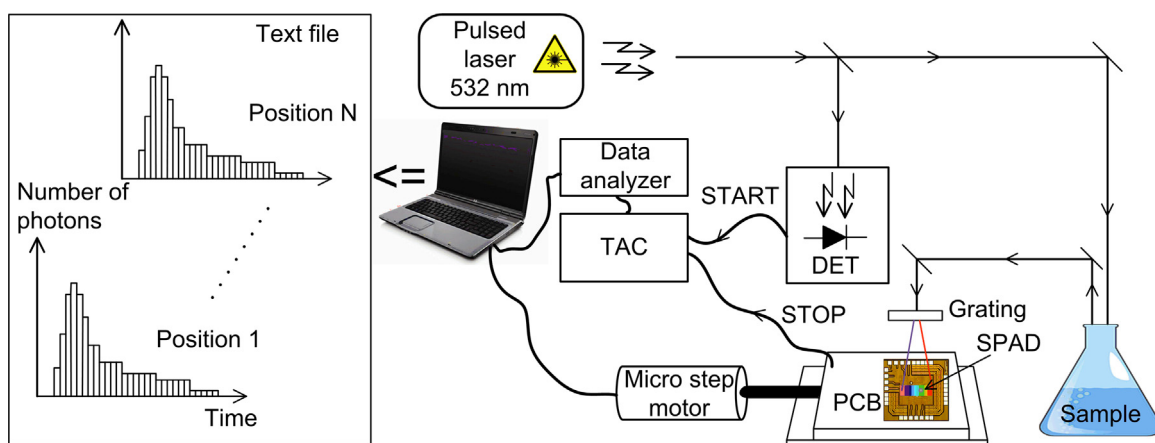 Text file
Position N
Number of
photons
Position 1
Time
<=
Pulsed
laser
532 nm
Data
analyzer
TAC
START
DET
STOP
Grating
SPAD
Micro step
motor
PCB
Sample